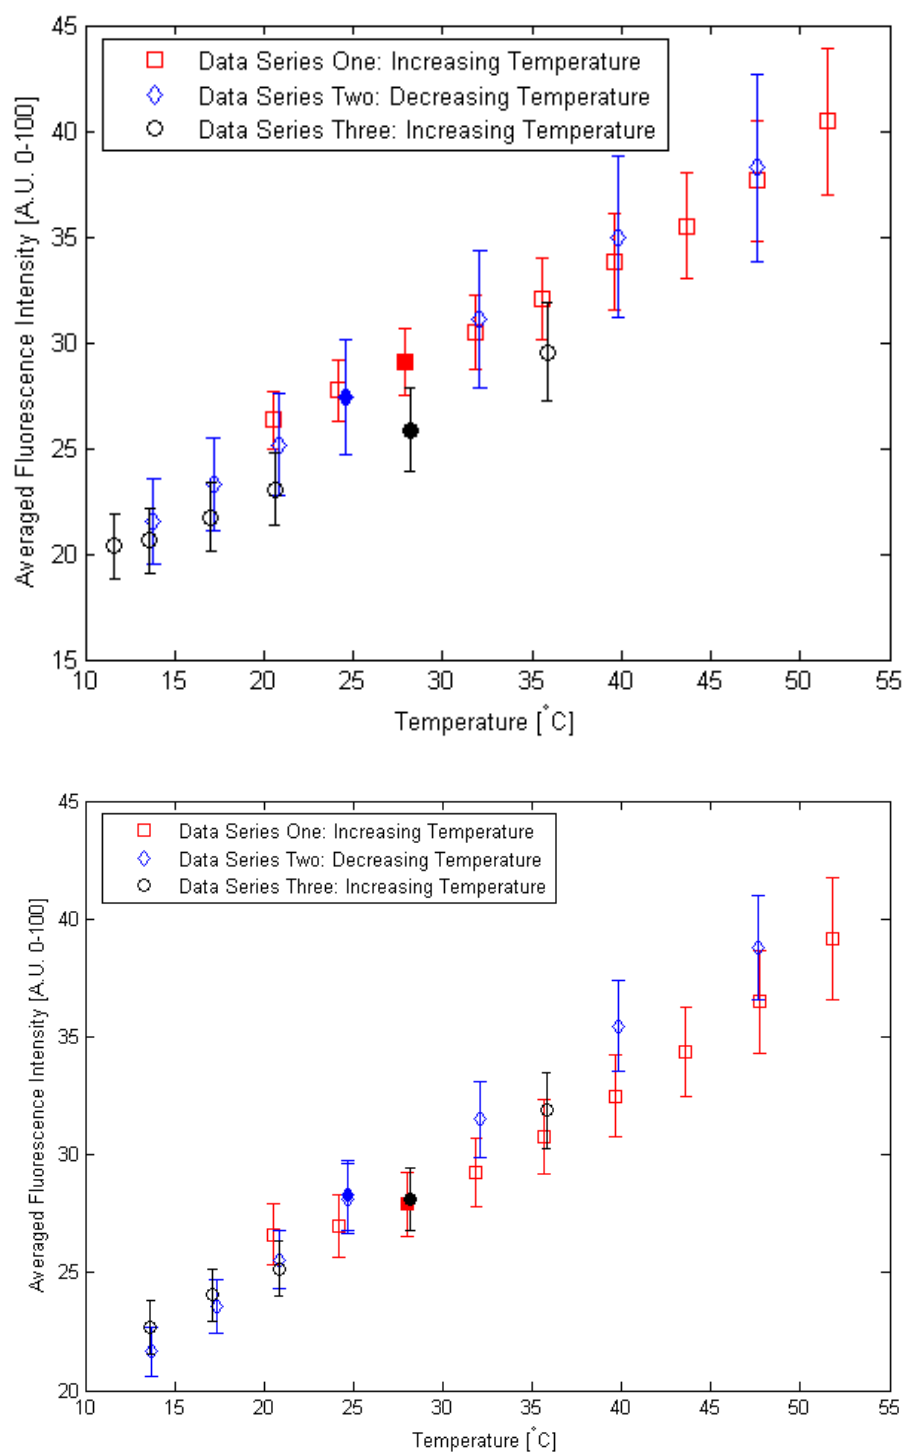 45
40
35
30
25
20
15
Averaged Fluorescence Intensity [A.U. 0-100]
Data Series One: Increasing Temperature
Data Series Two: Decreasing Temperature
Data Series Three: Increasing Temperature
10 15 20 25 30 35 40 45 50 55
Temperature [°C]
45
40
35
30
25
20
Averaged Fluorescence Intensity [A.U. 0-100]
Data Series One: Increasing Temperature
Data Series Two: Decreasing Temperature
Data Series Three: Increasing Temperature
10 15 20 25 30 35 40 45 50 55
Temperature [°C]